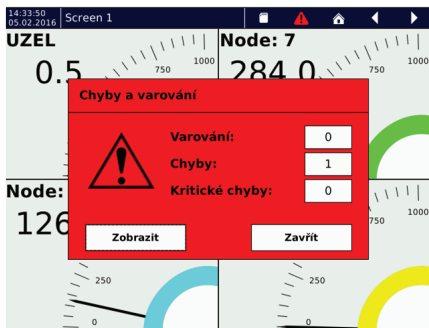 14:33:50
05.02.2016
Screen 1
UZEL
0.5
750
1000
Node: 7
284.0
750
1000
Chyby a varování
Varování:
0
Chyby:
1
Kritické chyby:
0
Zobrazit
Zavřít
Node:
126
750
1000
250
0
250
0